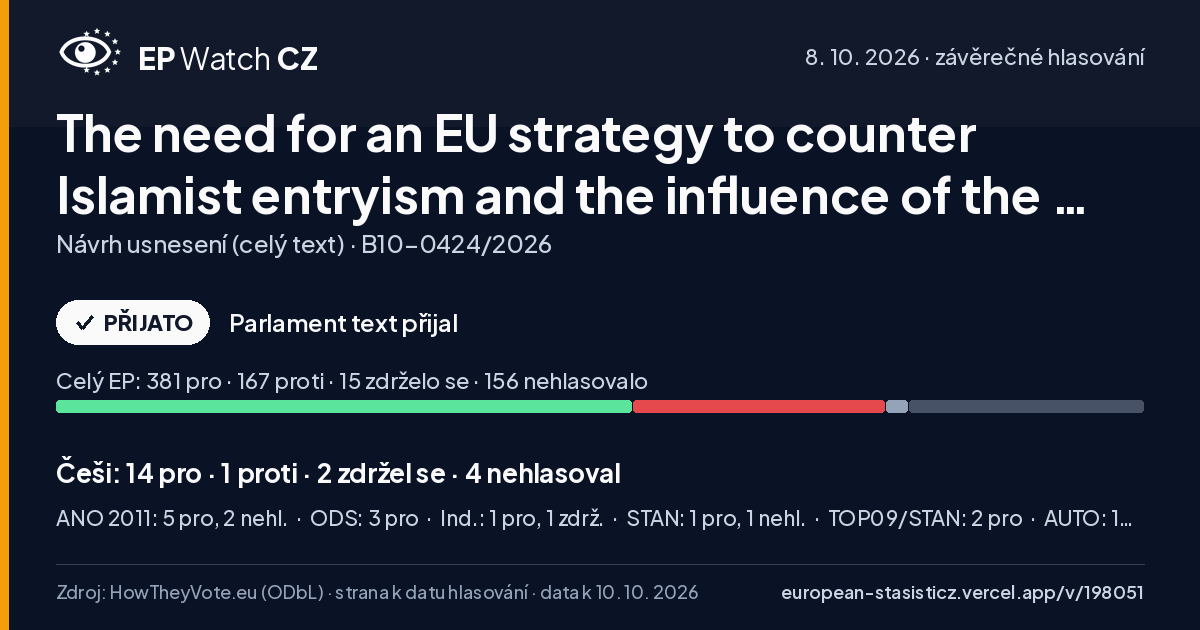 EP Watch CZ
8. 10. 2026 · závěrečné hlasování
The need for an EU strategy to counter
Islamist entryism and the influence of the …
Návrh usnesení (celý text) · B10-0424/2026
✓ PŘIJATO
Parlament text přijal
Celý EP: 381 pro · 167 proti · 15 zdrželo se · 156 nehlasovalo
Češi: 14 pro · 1 proti · 2 zdržel se · 4 nehlasoval
ANO 2011: 5 pro, 2 nehl. · ODS: 3 pro · Ind.: 1 pro, 1 zdrž. · STAN: 1 pro, 1 nehl. · TOP09/STAN: 2 pro · AUTO: 1…
Zdroj: HowTheyVote.eu (ODbL) · strana k datu hlasování · data k 10. 10. 2026
european-stasisticz.vercel.app/v/198051